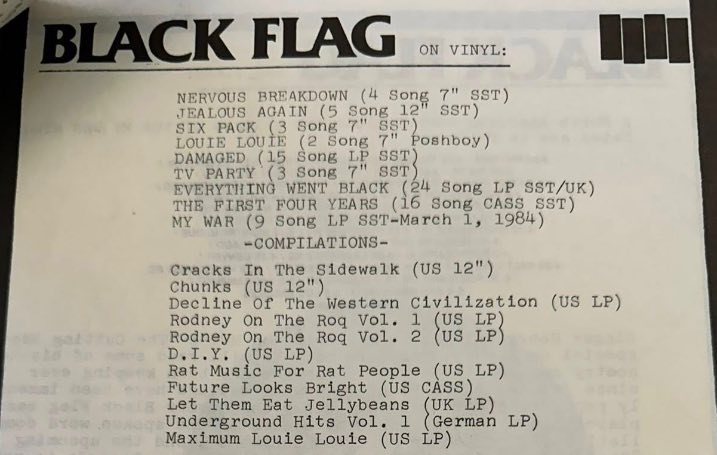 BLACK FLAG ON VINYL:
NERVOUS BREAKDOWN (4 Song 7" SST)
JEALOUS AGAIN (5 Song 12" SST)
SIX PACK (3 Song 7" SST)
LOUIE LOUIE (2 Song 7" Poshboy)
DAMAGED (15 Song LP SST)
TV PARTY (3 Song 7" SST)
EVERYTHING WENT BLACK (24 Song LP SST/UK)
THE FIRST FOUR YEARS (16 Song CASS SST)
MY WAR (9 Song LP SST-March 1, 1984)
-COMPILATIONS-
Cracks In The Sidewalk (US 12")
Chunks (US 12")
Decline Of The Western Civilization (US LP)
Rodney On The Roq Vol. 1 (US LP)
Rodney On The Roq Vol. 2 (US LP)
D.I.Y. (US LP)
Rat Music For Rat People (US LP)
Future Looks Bright (US CASS)
Let Them Eat Jellybeans (UK LP)
Underground Hits Vol. 1 (German LP)
Maximum Louie Louie (US LP)